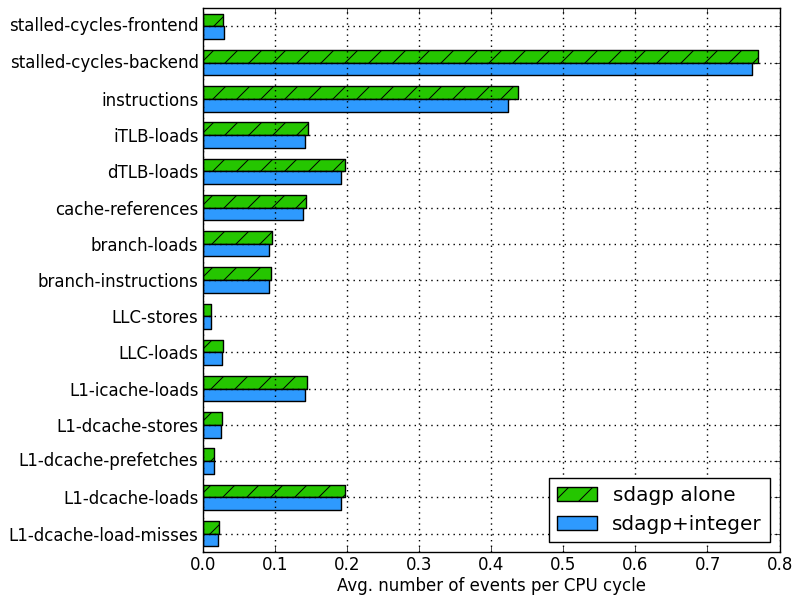 stalled-cycles-frontend
stalled-cycles-backend
instructions
iTLB-loads
dTLB-loads
cache-references
branch-loads
branch-instructions
LLC-stores
LLC-loads
L1-icache-loads
L1-dcache-stores
L1-dcache-prefetches
L1-dcache-loads
L1-dcache-load-misses
sdagp alone
sdagp+integer
0.0 0.1 0.2 0.3 0.4 0.5 0.6 0.7 0.8
Avg. number of events per CPU cycle